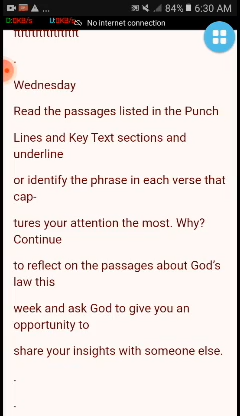 84% 6:30 AM
0KB/s 0KB/s No internet connection
Wednesday
Read the passages listed in the Punch
Lines and Key Text sections and
underline
or identify the phrase in each verse that
cap-
tures your attention the most. Why?
Continue
to reflect on the passages about God's
law this
week and ask God to give you an
opportunity to
share your insights with someone else.
.
.